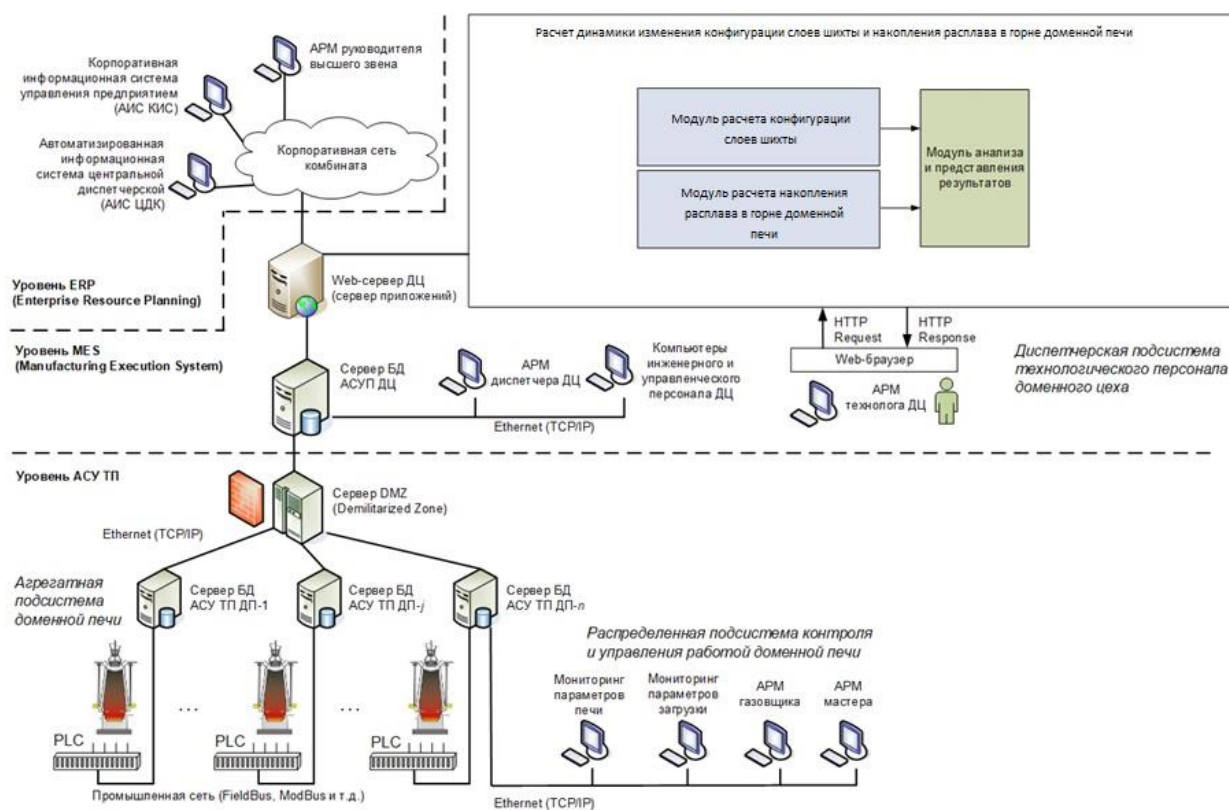 Расчет динамики изменения конфигурации слоев шихты и накопления расплава в горне доменной печи
АРМ руководителя
высшего звена
Корпоративная
информационная система
управления предприятием
(АИС КИС)
Автоматизированная
информационная
система центральной
диспетчерской
(АИС ЦДК)
Корпоративная сеть
комбината
Модуль расчета конфигурации
слоев шихты
Модуль расчета накопления
расплава в горне доменной
печи
Модуль анализа
и представления
результатов
Уровень ERP
(Enterprise Resource Planning)
Web-сервер ДЦ
(сервер приложений)
Уровень MES
(Manufacturing Execution System)
Сервер БД
АСУП ДЦ
АРМ
диспетчера ДЦ
Компьютеры
инженерного и
управленческого
персонала ДЦ
Ethernet (TCP/IP)
HTTP
Request
HTTP
Response
Web-браузер
АРМ
технолога ДЦ
Диспетчерская подсистема
технологического персонала
доменного цеха
Уровень АСУ ТП
Сервер DMZ
(Demilitarized Zone)
Ethernet (TCP/IP)
Агрегатная
подсистема
доменной печи
Сервер БД
АСУ ТП ДП-1
Сервер БД
АСУ ТП ДП-j
Сервер БД
АСУ ТП ДП-n
Распределенная подсистема контроля
и управления работой доменной печи
Мониторинг
параметров
печи
Мониторинг
параметров
загрузки
АРМ
газовщика
АРМ
мастера
...
...
PLC
PLC
PLC
Промышленная сеть (FieldBus, ModBus и т.д.)
Ethernet (TCP/IP)